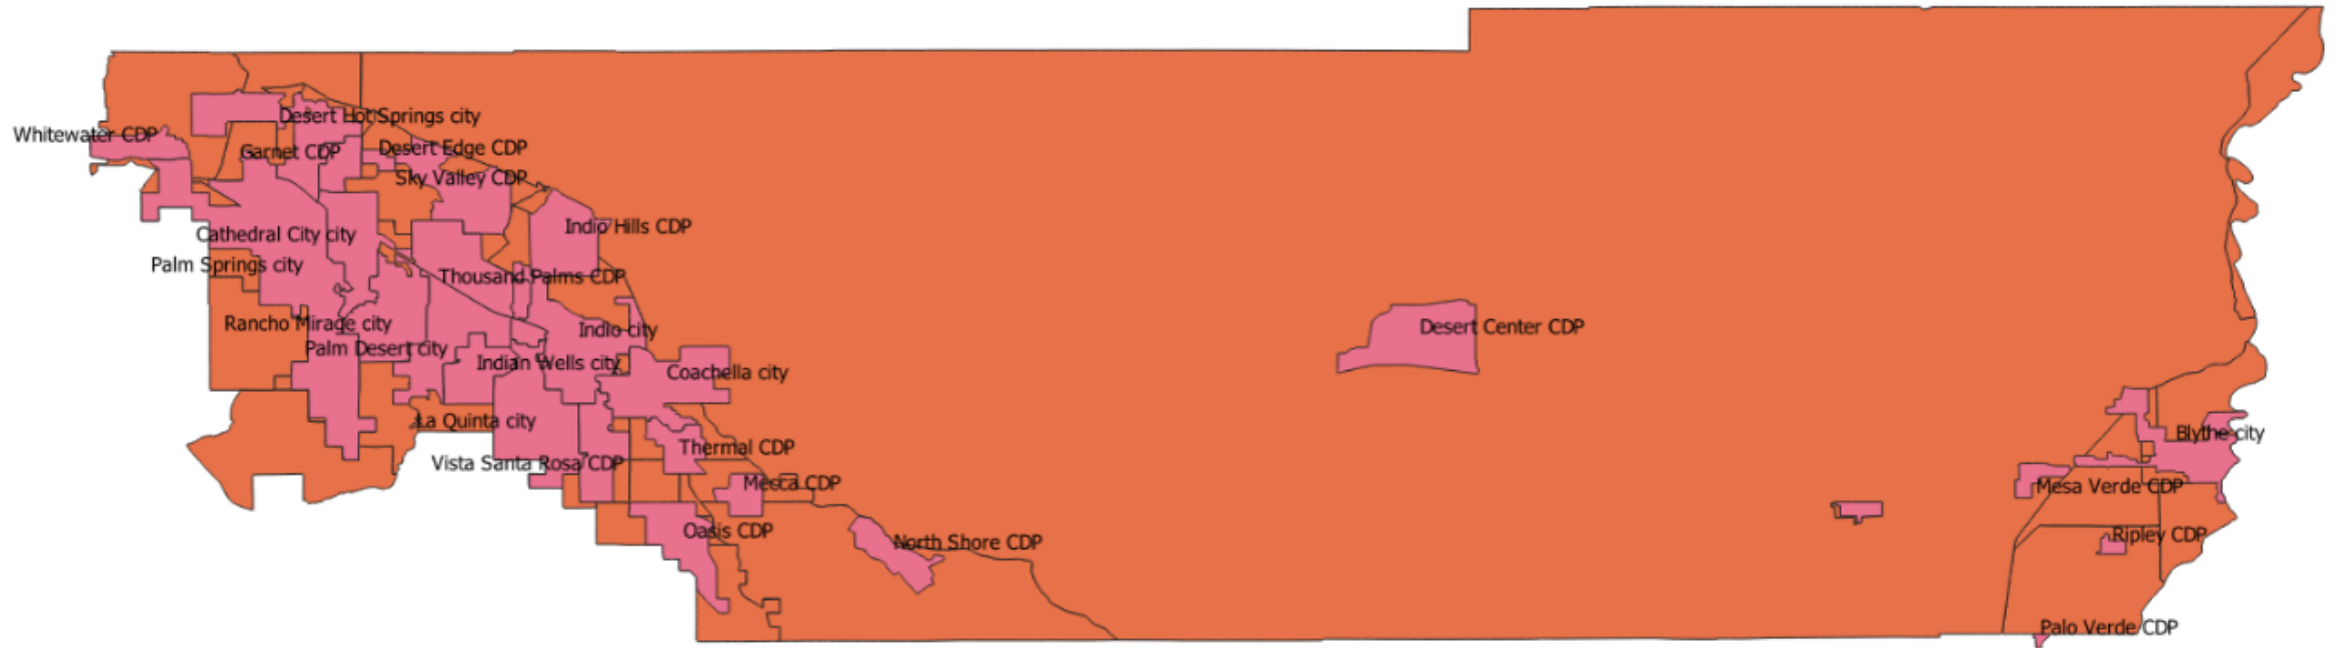 Desert Hot Springs city
Whitewater CDP
Garnet CDP
Desert Edge CDP
Sky Valley CDP
Indio Hills CDP
Cathedral City city
Palm Springs city
Thousand Palms CDP
Rancho Mirage city
Indio city
Desert Center CDP
Palm Desert city
Indian Wells city
Coachella city
La Quinta city
Blythe city
Thermal CDP
Vista Santa Rosa CDP
Mecca CDP
Mesa Verde CDP
Oasis CDP
Ripley CDP
North Shore CDP
Palo Verde CDP